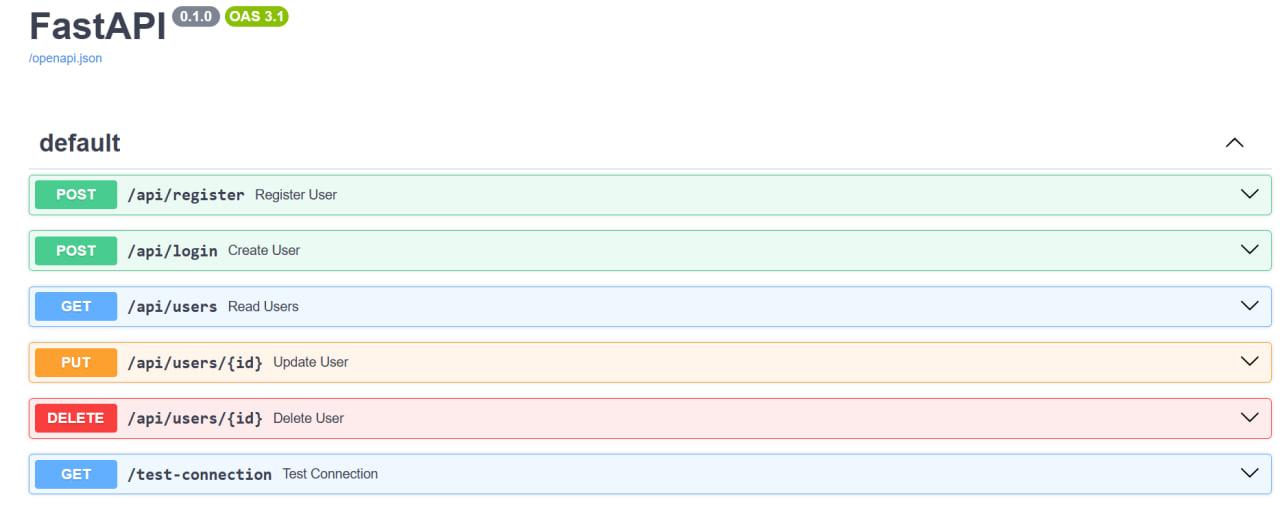 FastAPI 0.1.0 OAS 3.1
/openapi.json
default
POST /api/register Register User
POST /api/login Create User
GET /api/users Read Users
PUT /api/users/{id} Update User
DELETE /api/users/{id} Delete User
GET /test-connection Test Connection